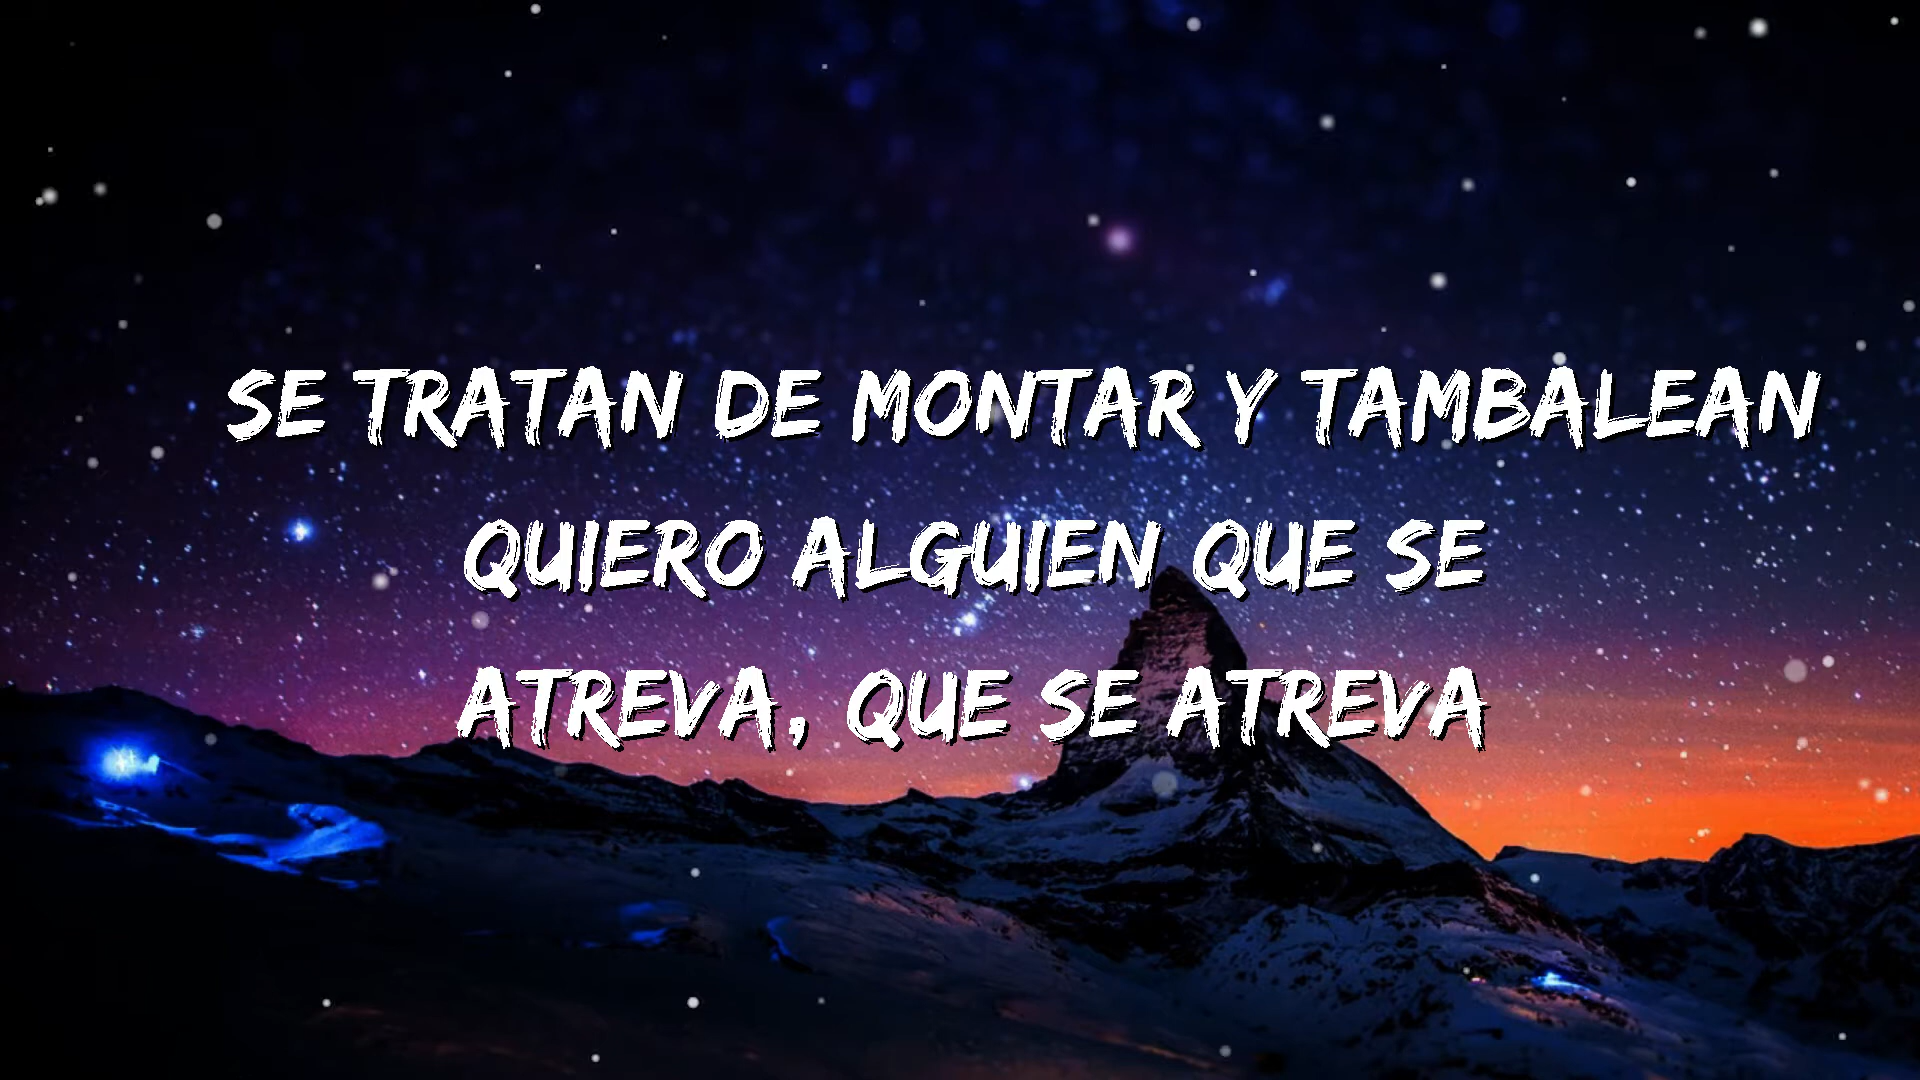 SE TRATAN DE MONTAR Y TAMBALEAN
QUIERO ALGUIEN QUE SE
ATREVA, QUE SE ATREVA